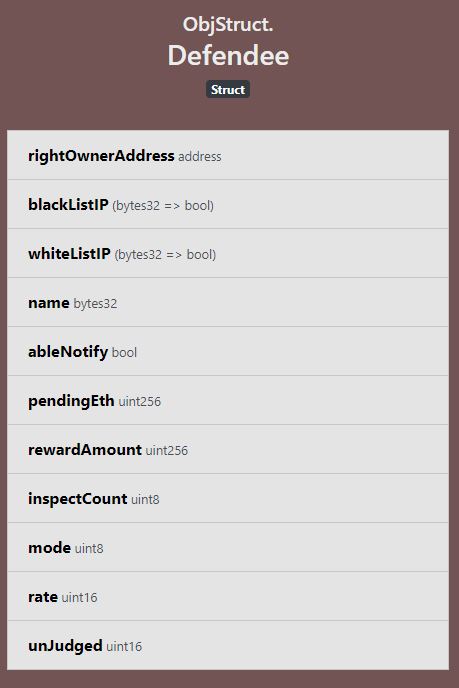 ObjStruct.
Defendee
Struct
rightOwnerAddress address
blackListIP (bytes32 => bool)
whiteListIP (bytes32 => bool)
name bytes32
ableNotify bool
pendingEth uint256
rewardAmount uint256
inspectCount uint8
mode uint8
rate uint16
unJudged uint16